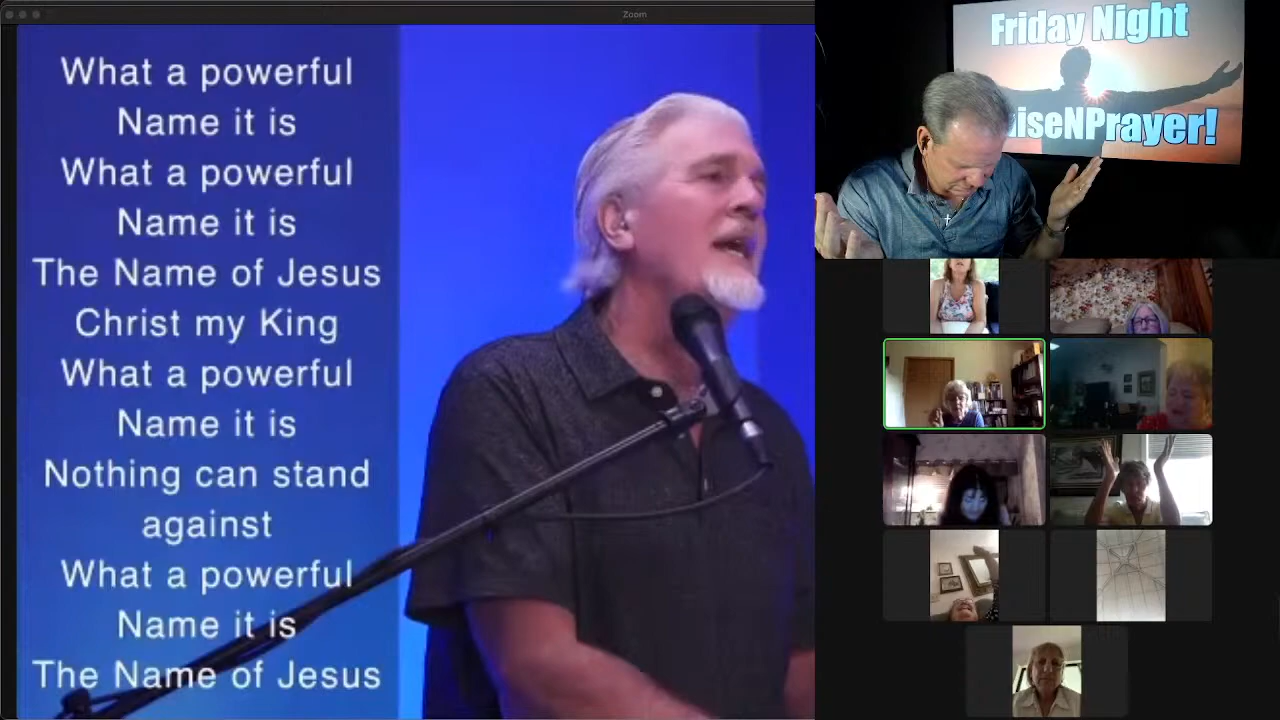 Zoom
What a powerful
Name it is
What a powerful
Name it is
The Name of Jesus
Christ my King
What a powerful
Name it is
Nothing can stand
against
What a powerful
Name it is
The Name of Jesus
Friday Night
aiseNPrayer!